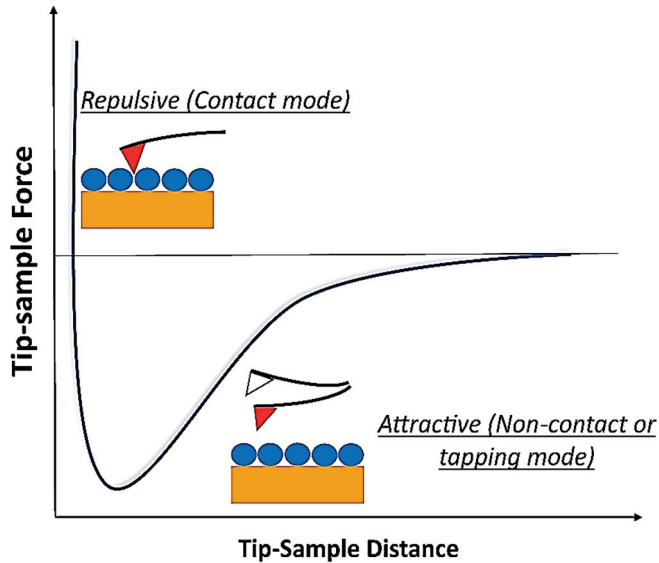 Repulsive (Contact mode)
Tip-sample Force
Attractive (Non-contact or
tapping mode)
Tip-Sample Distance